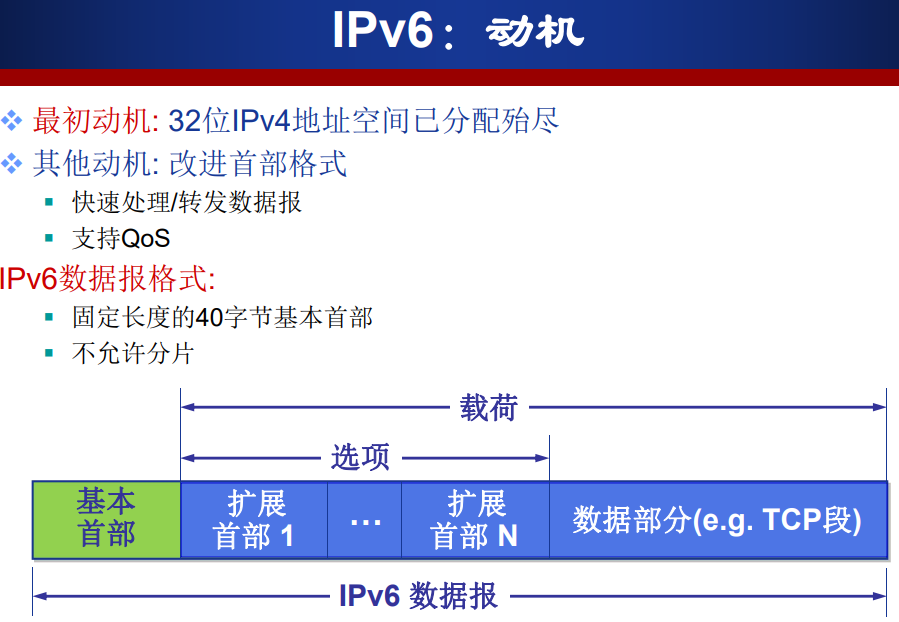 IPv6：动机
最初动机: 32位IPv4地址空间已分配殆尽
其他动机: 改进首部格式
快速处理/转发数据报
支持QoS
IPv6数据报格式:
固定长度的40字节基本首部
不允许分片
载荷
选项
基本
首部
扩展
首部 1
...
扩展
首部 N
数据部分(e.g. TCP段)
IPv6 数据报